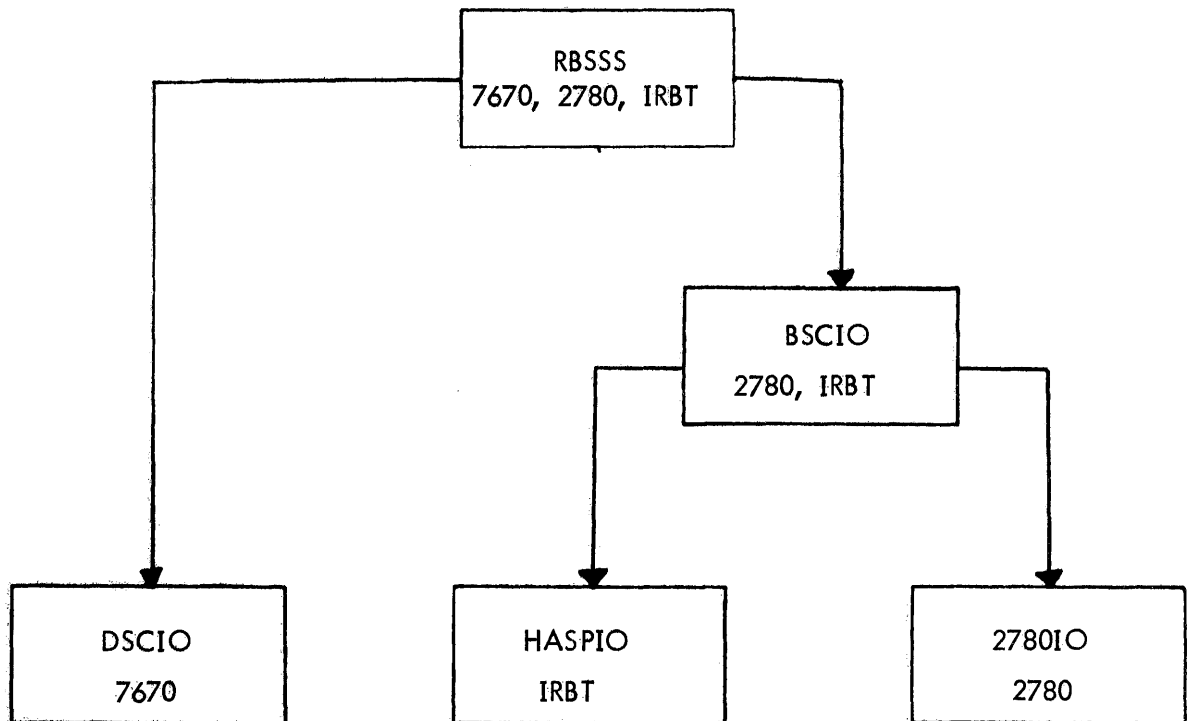 RBSSS
7670, 2780, IRBT
BSCIO
2780, IRBT
DSCIO
7670
HASPIO
IRBT
2780IO
2780